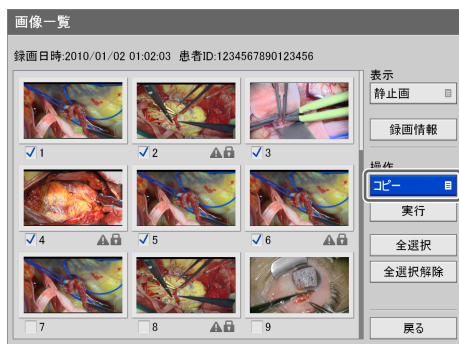 画像一覧
録画日時:2010/01/02 01:02:03 患者ID:1234567890123456
表示
静止画
録画情報
1
2
3
操作
コピー
実行
4
5
6
全選択
全選択解除
7
8
9
戻る